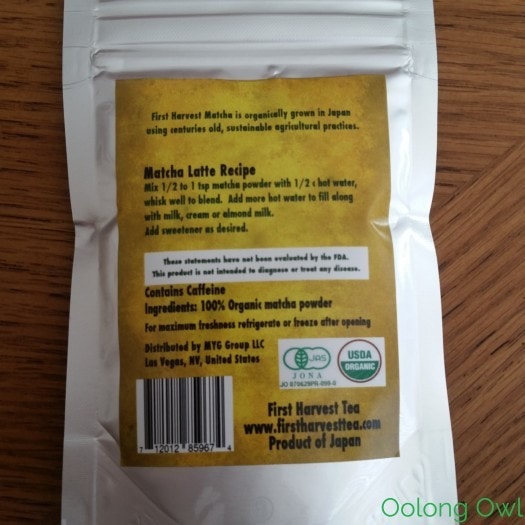 First Harvest Matcha is organically grown in Japan
using centuries old, sustainable agricultural practices.
Matcha Latte Recipe
Mix 1/2 to 1 tsp matcha powder with 1/2 c hot water,
whisk well to blend. Add more hot water to fill along
with milk, cream or almond milk.
Add sweetener as desired.
These statements have not been evaluated by the FDA.
This product is not intended to diagnose or treat any disease.
Contains Caffeine
Ingredients: 100% Organic matcha powder
For maximum freshness refrigerate or freeze after opening
Distributed by MYG Group LLC
Las Vegas, NV, United States
JAS
JONA
USDA
ORGANIC
7 12012 85967 4
First Harvest Tea
www.firstharvesttea.com
Product of Japan
Oolong Owl